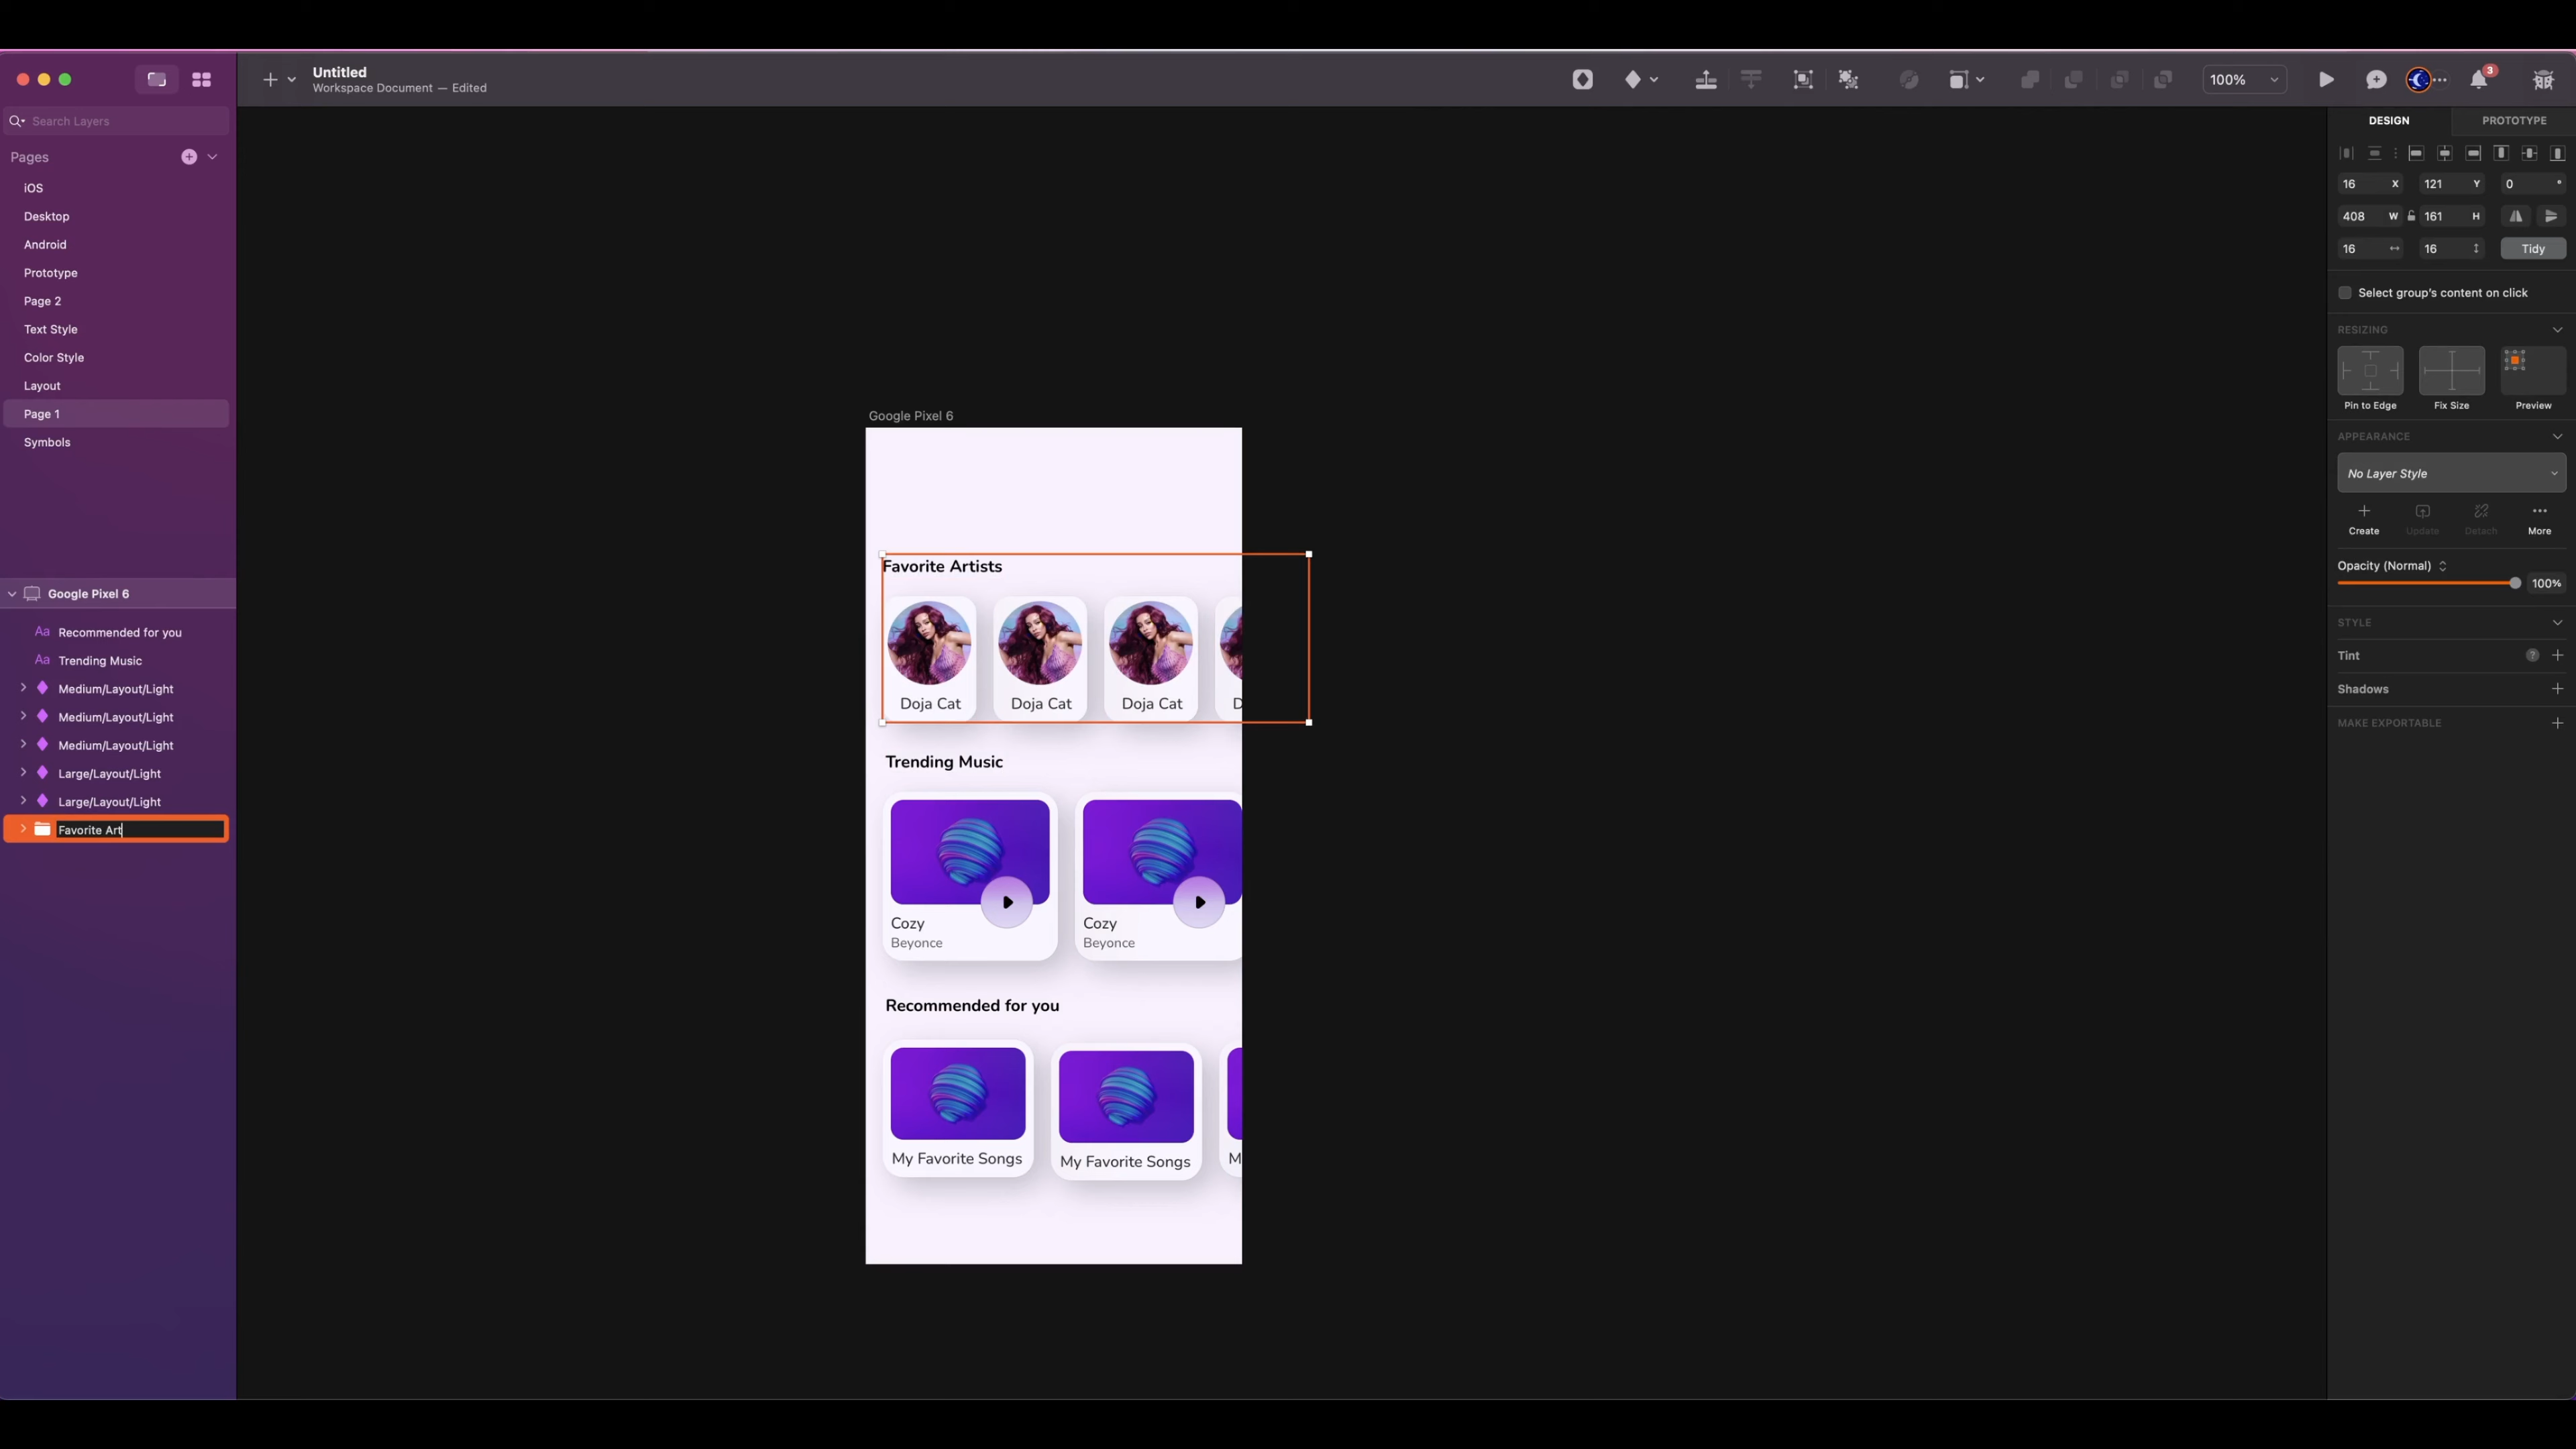 Untitled
Workspace Document — Edited
100%
3
Search Layers
Pages
iOS
Desktop
Android
Prototype
Page 2
Text Style
Color Style
Layout
Page 1
Symbols
Google Pixel 6
Aa Recommended for you
Aa Trending Music
Medium/Layout/Light
Medium/Layout/Light
Medium/Layout/Light
Large/Layout/Light
Large/Layout/Light
Favorite Art
Google Pixel 6
Favorite Artists
Doja Cat
Doja Cat
Doja Cat
D
Trending Music
Cozy
Beyonce
Cozy
Beyonce
Recommended for you
My Favorite Songs
My Favorite Songs
M
DESIGN PROTOTYPE
16 X 121 Y 0 °
408 W 161 H
16 16 Tidy
Select group's content on click
RESIZING
Pin to Edge Fix Size Preview
APPEARANCE
No Layer Style
Create Update Detach More
Opacity (Normal)
100%
STYLE
Tint ?
Shadows
MAKE EXPORTABLE